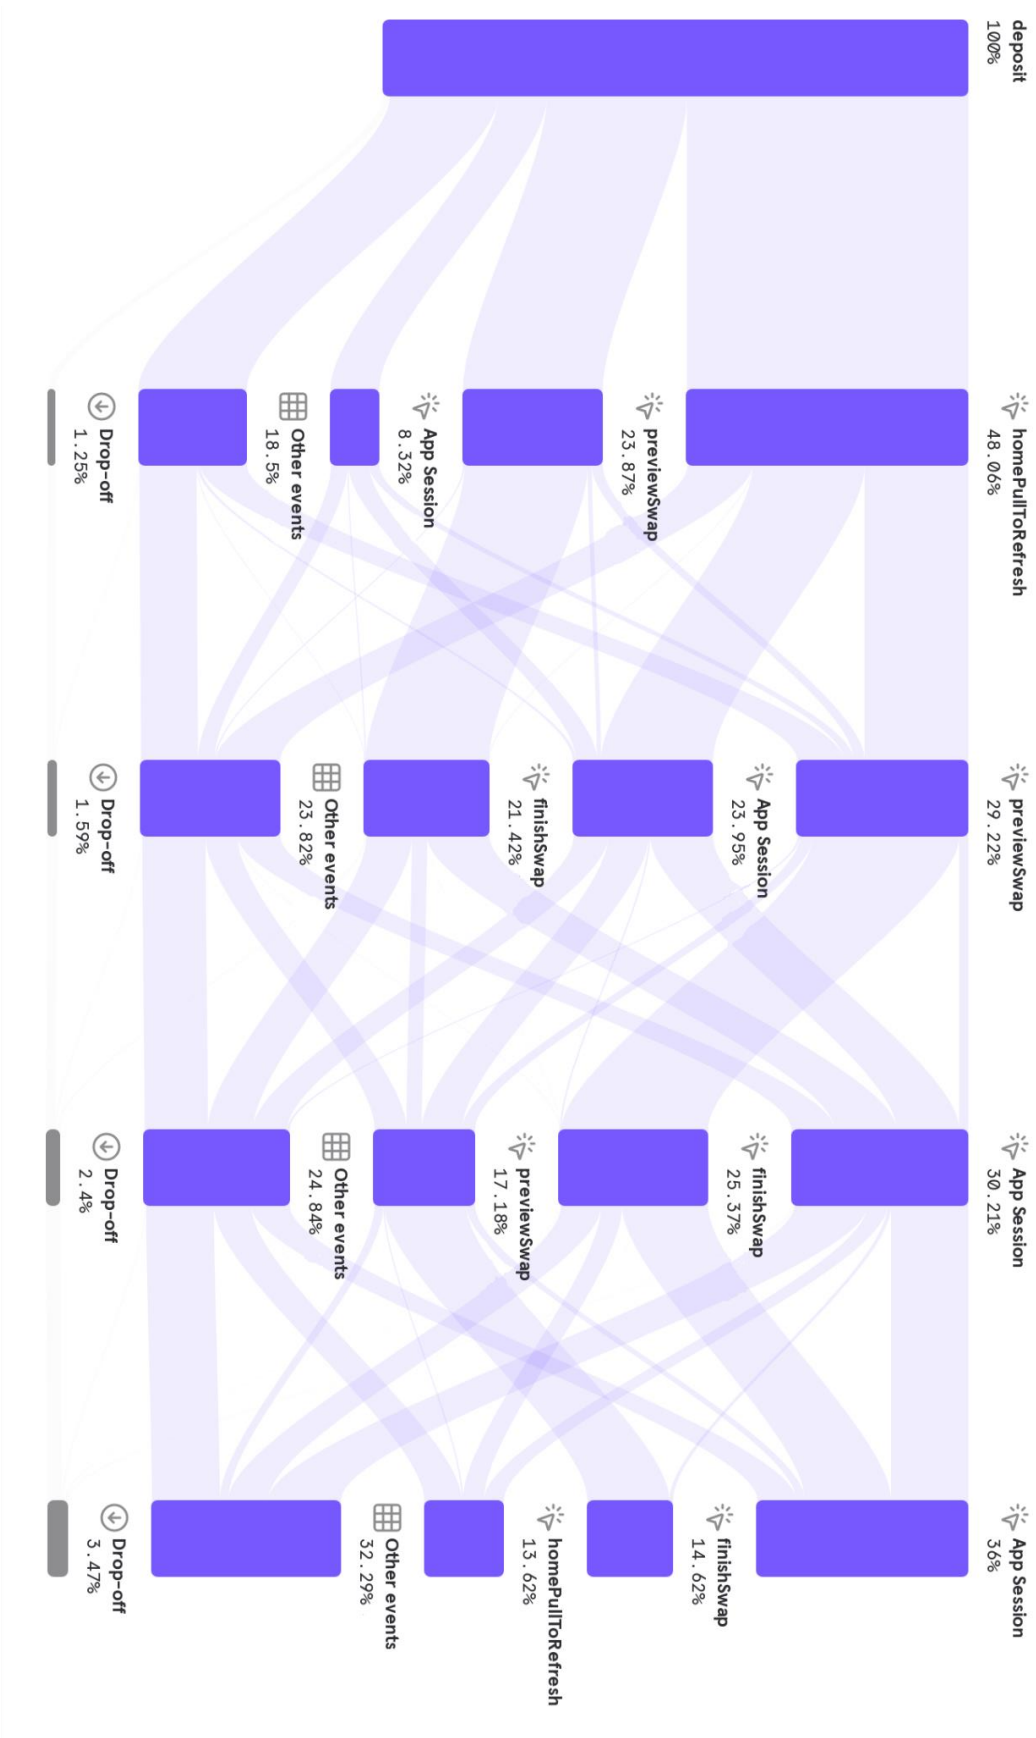 deposit
100%
homePullToRefresh
48.06%
previewSwap
23.87%
App Session
8.32%
Other events
18.5%
Drop-off
1.25%
previewSwap
29.22%
App Session
23.95%
finishSwap
21.42%
Other events
23.82%
Drop-off
1.59%
App Session
30.21%
finishSwap
25.37%
previewSwap
17.18%
Other events
24.84%
Drop-off
2.4%
App Session
36%
finishSwap
14.62%
homePullToRefresh
13.62%
Other events
32.29%
Drop-off
3.47%